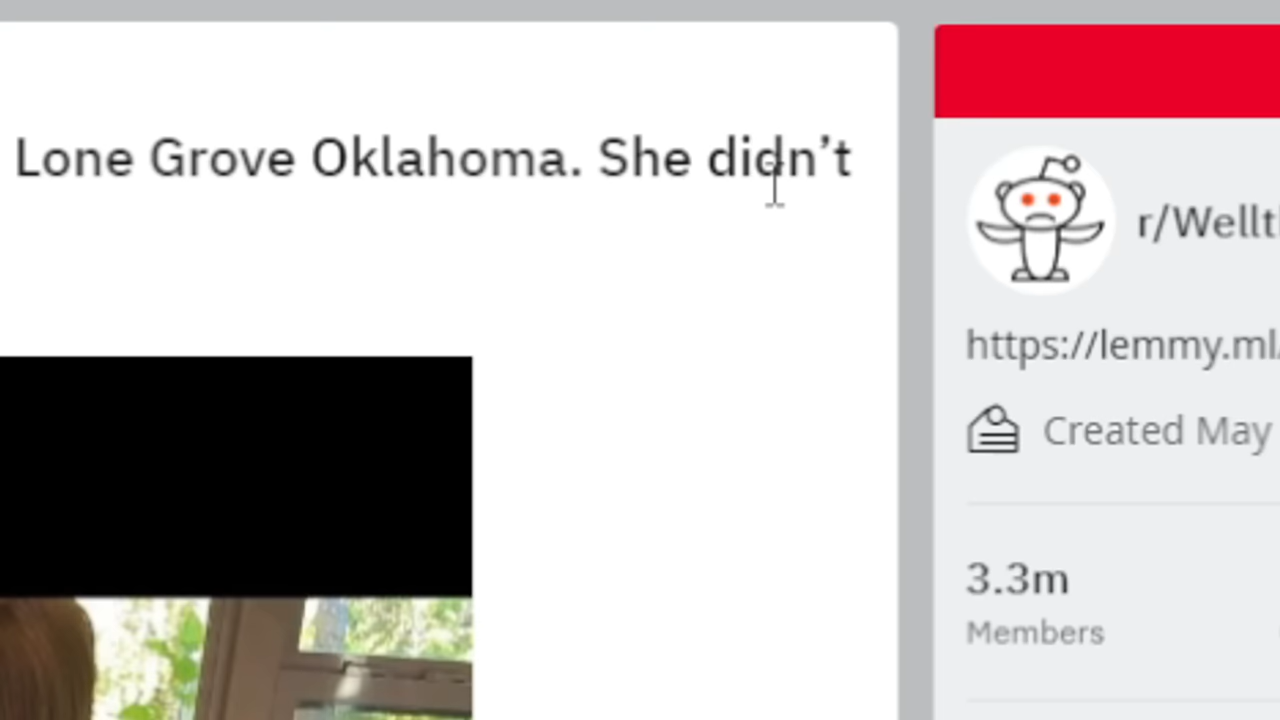 Lone Grove Oklahoma. She didn’t
r/Wellt
https://lemmy.ml
Created May
3.3m
Members